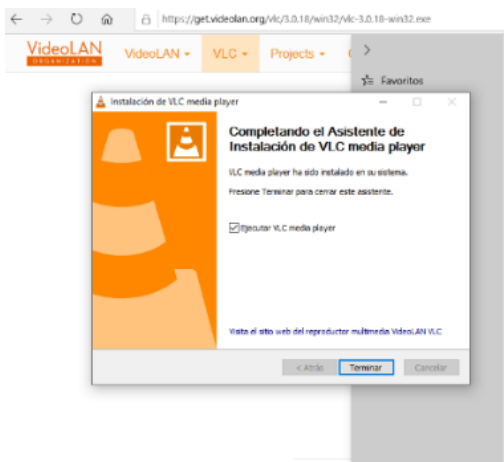 https://get.videolan.org/vlc/3.0.18/win32/vlc-3.0.18-win32.exe
VideoLAN
ORGANIZATION
VideoLAN
VLC
Projects
Favoritos
Instalación de VLC media player
Completando el Asistente de
Instalación de VLC media player
VLC media player ha sido instalado en su sistema.
Presione Terminar para cerrar este asistente.
Ejecutar VLC media player
Visita el sitio web del reproductor multimedia VideoLAN VLC
< Atrás
Terminar
Cancelar